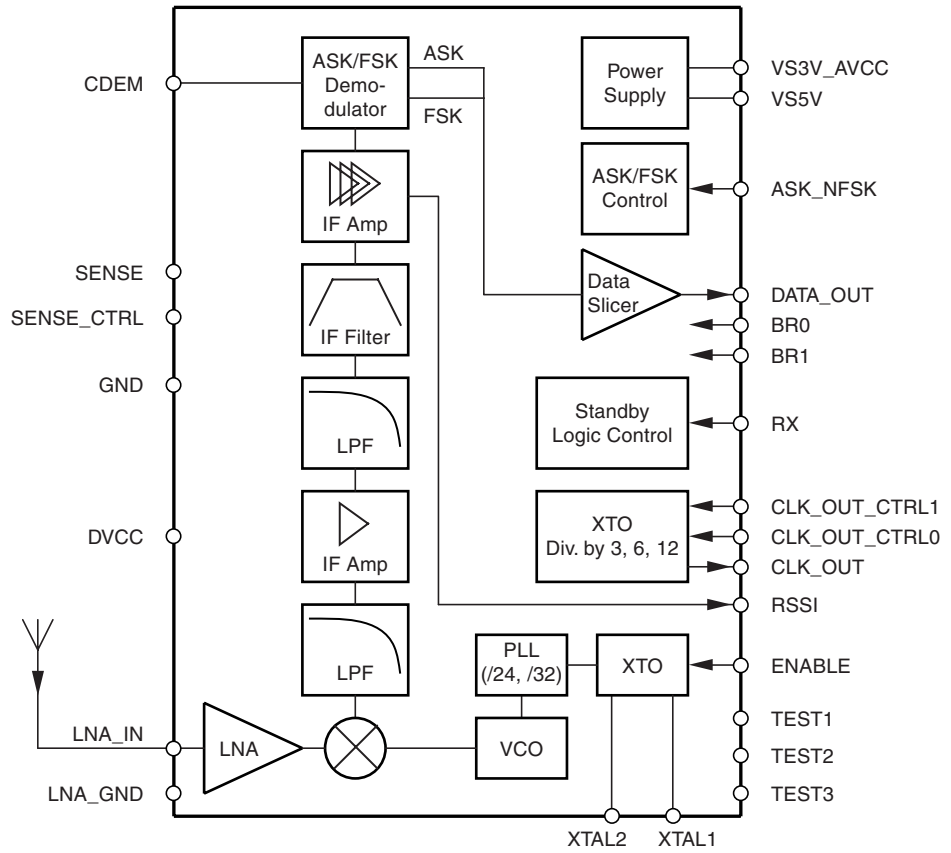 CDEM
SENSE
SENSE_CTRL
GND
DVCC
LNA_IN
LNA_GND
ASK/FSK
Demo-
dulator
ASK
FSK
IF Amp
IF Filter
LPF
IF Amp
LPF
LNA
Power
Supply
ASK/FSK
Control
Data
Slicer
Standby
Logic Control
XTO
Div. by 3, 6, 12
PLL
(/24, /32)
XTO
VCO
VS3V_AVCC
VS5V
ASK_NFSK
DATA_OUT
BR0
BR1
RX
CLK_OUT_CTRL1
CLK_OUT_CTRL0
CLK_OUT
RSSI
ENABLE
TEST1
TEST2
TEST3
XTAL2
XTAL1